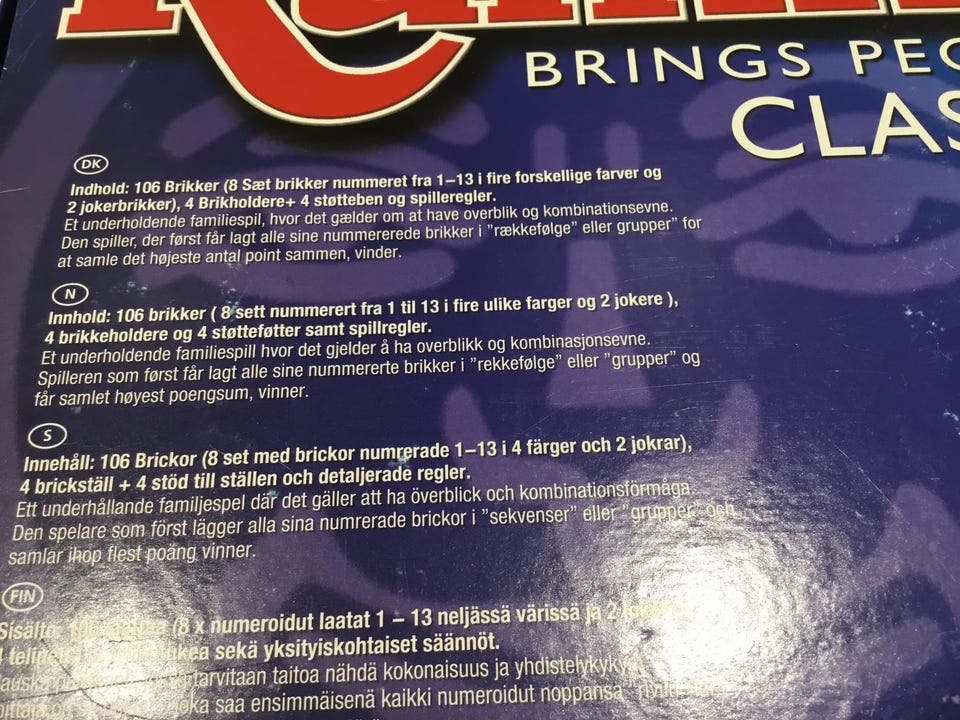 BRINGS
CLAS
DK
Indhold: 106 Brikker (8 Sæt brikker nummeret fra 1–13 i fire forskellige farver og
2 jokerbrikker), 4 Brikholdere+ 4 støtteben og spilleregler.
Et underholdende familiespil, hvor det gælder om at have overblik og kombinationsevne.
Den spiller, der først får lagt alle sine nummererede brikker i "rækkefølge" eller grupper" for
at samle det højeste antal point sammen, vinder.
N
Innhold: 106 brikker ( 8 sett nummerert fra 1 til 13 i fire ulike farger og 2 jokere ),
4 brikkeholdere og 4 støtteføtter samt spillregler.
Et underholdende familiespill hvor det gjelder å ha overblikk og kombinasjonsevne.
Spilleren som først får lagt alle sine nummererte brikker i "rekkefølge" eller "grupper" og
får samlet høyest poengsum, vinner.
S
Innehåll: 106 Brickor (8 set med brickor numrerade 1–13 i 4 färger och 2 jokrar),
4 brickställ + 4 stöd till ställen och detaljerade regler.
Ett underhållande familjespel där det gäller att ha överblick och kombinationsförmåga.
Den spelare som först lägger alla sina numrerade brickor i "sekvenser" eller "grupper" och
samlar ihop flest poäng vinner.
FIN
Sisältö: (8 x numeroidut laatat 1 – 13 neljässä värissä ja 2
sekä yksityiskohtaiset säännöt.
tarvitaan taitoa nähdä kokonaisuus ja
joka saa ensimmäisenä kaikki numeroidut noppansa